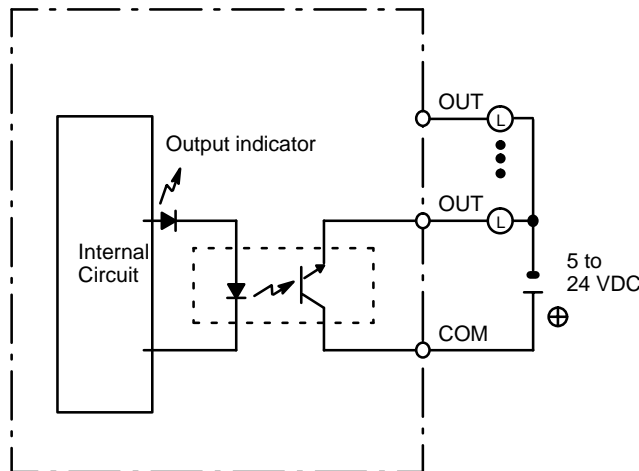 OUT
L
Output indicator
OUT
L
Internal
Circuit
5 to
24 VDC
COM